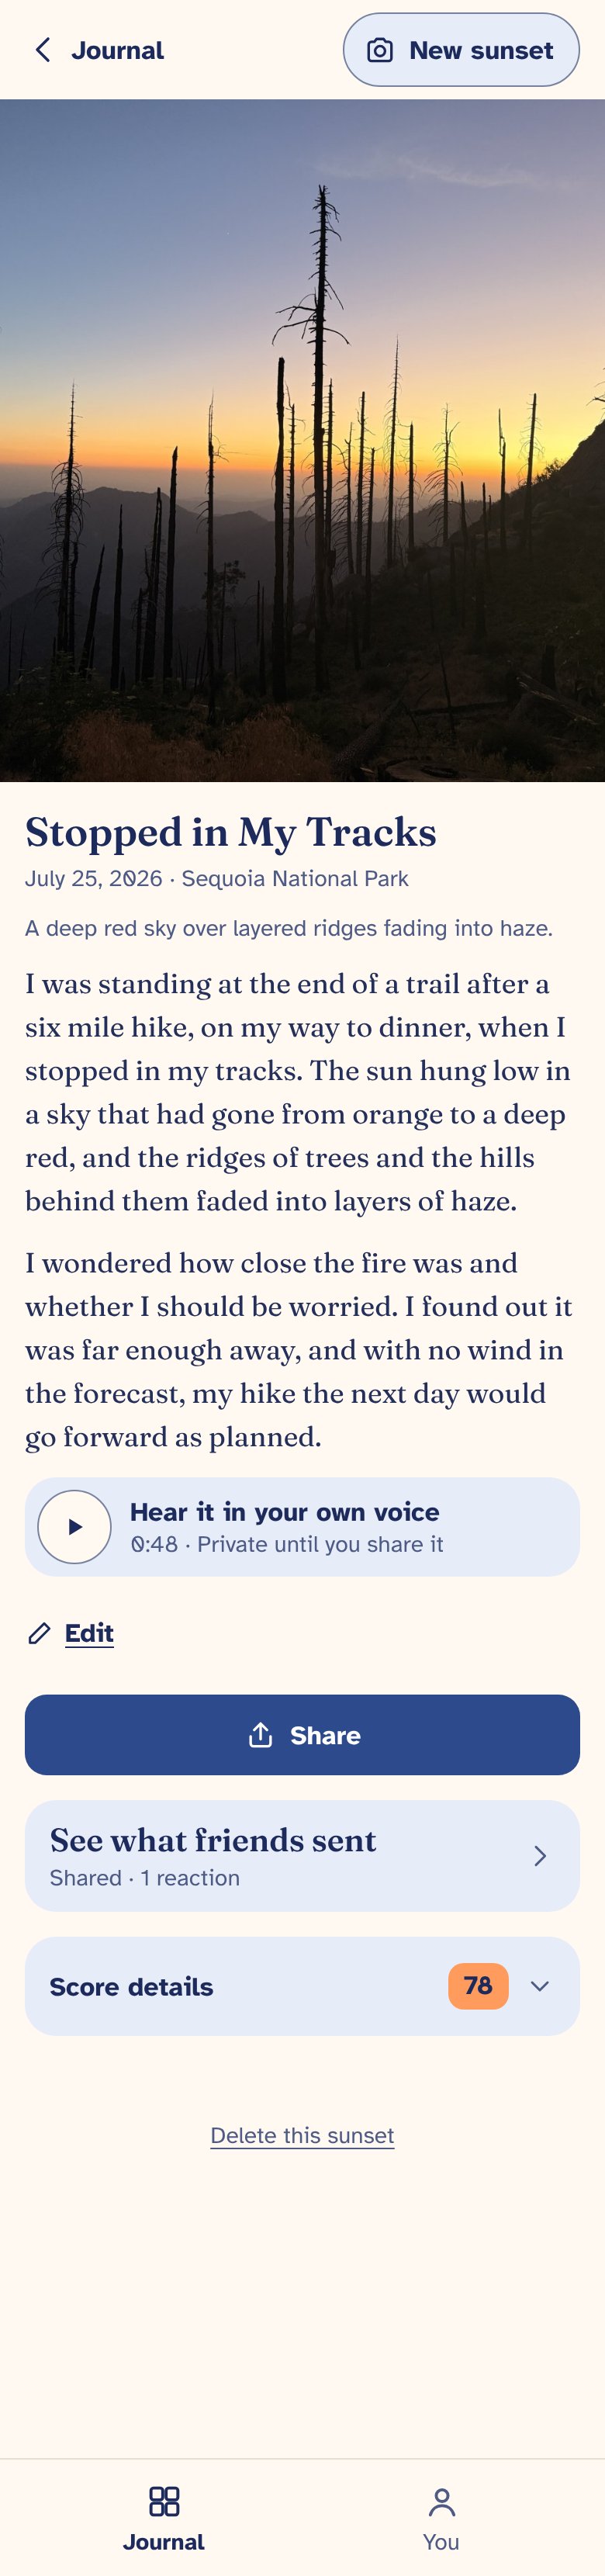 Journal
New sunset
Stopped in My Tracks
July 25, 2026 · Sequoia National Park
A deep red sky over layered ridges fading into haze.
I was standing at the end of a trail after a
six mile hike, on my way to dinner, when I
stopped in my tracks. The sun hung low in
a sky that had gone from orange to a deep
red, and the ridges of trees and the hills
behind them faded into layers of haze.
I wondered how close the fire was and
whether I should be worried. I found out it
was far enough away, and with no wind in
the forecast, my hike the next day would
go forward as planned.
Hear it in your own voice
0:48 · Private until you share it
Edit
Share
See what friends sent
Shared · 1 reaction
Score details
78
Delete this sunset
Journal
You